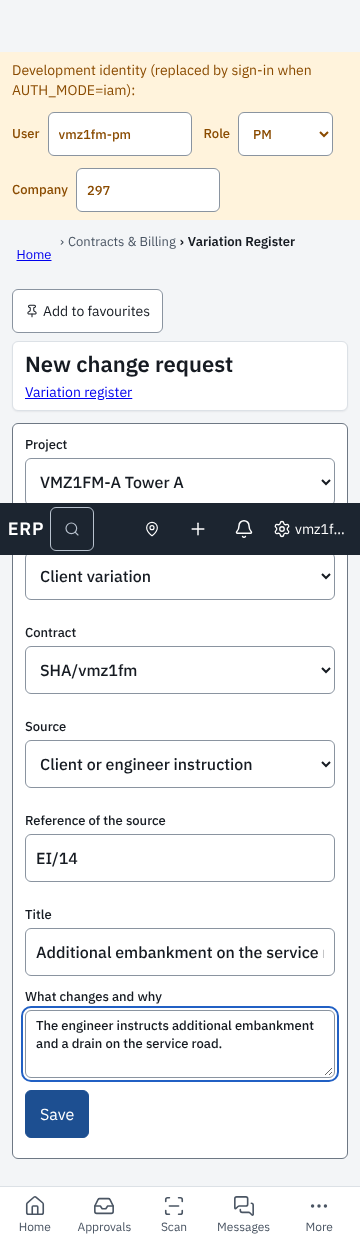 Development identity (replaced by sign-in when
AUTH_MODE=iam):
User vmz1fm-pm Role PM
Company 297
Home › Contracts & Billing › Variation Register
Add to favourites
New change request
Variation register
Project
VMZ1FM-A Tower A
ERP vmz1f...
Client variation
Contract
SHA/vmz1fm
Source
Client or engineer instruction
Reference of the source
EI/14
Title
Additional embankment on the service
What changes and why
The engineer instructs additional embankment
and a drain on the service road.
Save
Home Approvals Scan Messages More